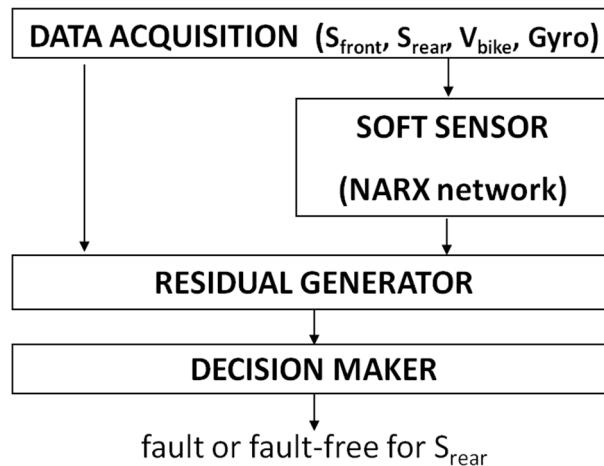 DATA ACQUISITION (Sfront, Srear, Vbike, Gyro)
SOFT SENSOR
(NARX network)
RESIDUAL GENERATOR
DECISION MAKER
fault or fault-free for Srear